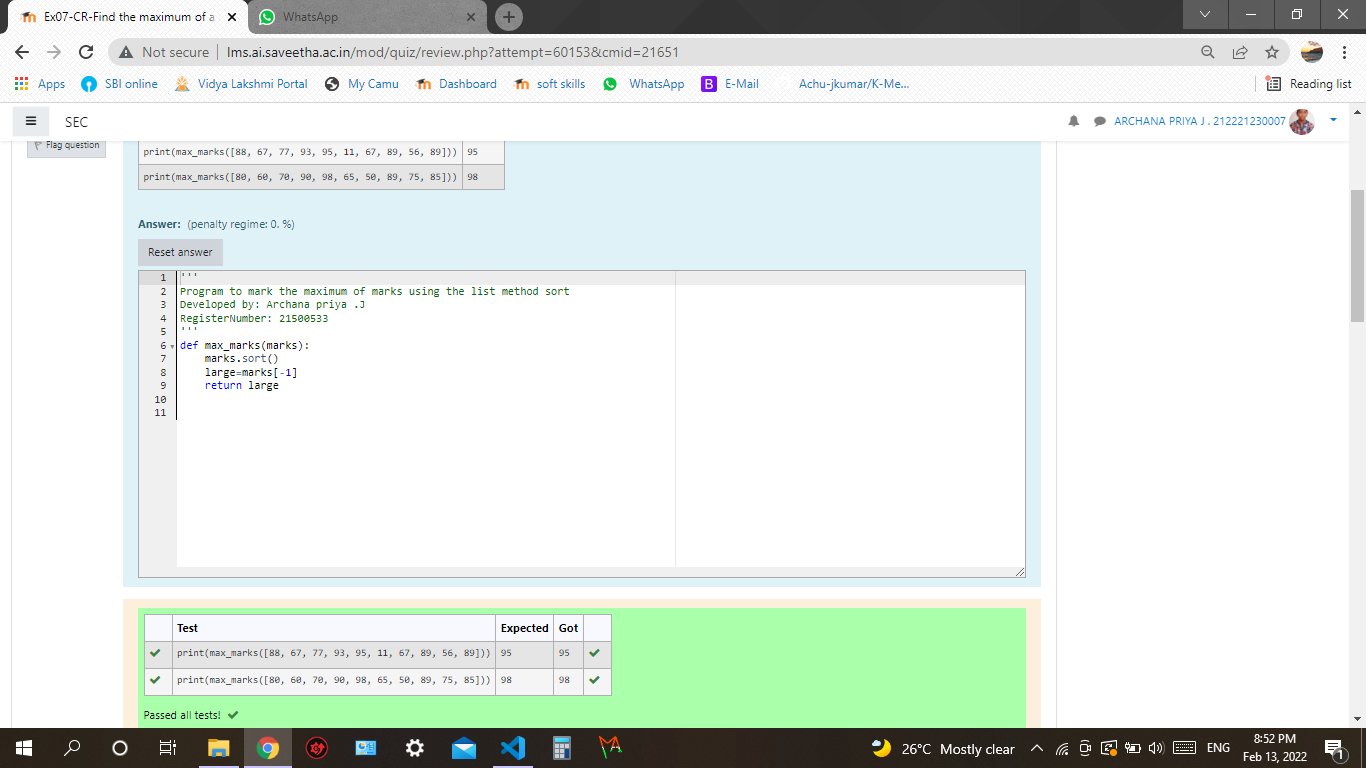 Ex07-CR-Find the maximum of a
WhatsApp
Not secure | lms.ai.saveetha.ac.in/mod/quiz/review.php?attempt=60153&cmid=21651
Apps SBI online Vidya Lakshmi Portal My Camu Dashboard soft skills WhatsApp B E-Mail Achu-jkumar/K-Me... Reading list
SEC ARCHANA PRIYA J . 212221230007
Flag question
print(max_marks([88, 67, 77, 93, 95, 11, 67, 89, 56, 89])) 95
print(max_marks([80, 60, 70, 90, 98, 65, 50, 89, 75, 85])) 98
Answer: (penalty regime: 0. %)
Reset answer
1 '''
2 Program to mark the maximum of marks using the list method sort
3 Developed by: Archana priya .J
4 RegisterNumber: 21500533
5 '''
6 def max_marks(marks):
7 marks.sort()
8 large=marks[-1]
9 return large
10
11
Test Expected Got
print(max_marks([88, 67, 77, 93, 95, 11, 67, 89, 56, 89])) 95 95
print(max_marks([80, 60, 70, 90, 98, 65, 50, 89, 75, 85])) 98 98
Passed all tests!
26°C Mostly clear ENG 8:52 PM
Feb 13, 2022
1